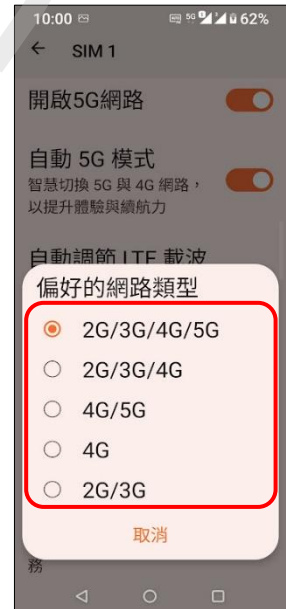 10:00 5G 62%
SIM 1
開啟5G網路
自動 5G 模式
智慧切換 5G 與 4G 網路，
以提升體驗與續航力
自動調節 LTE 載波
偏好的網路類型
2G/3G/4G/5G
2G/3G/4G
4G/5G
4G
2G/3G
取消
務